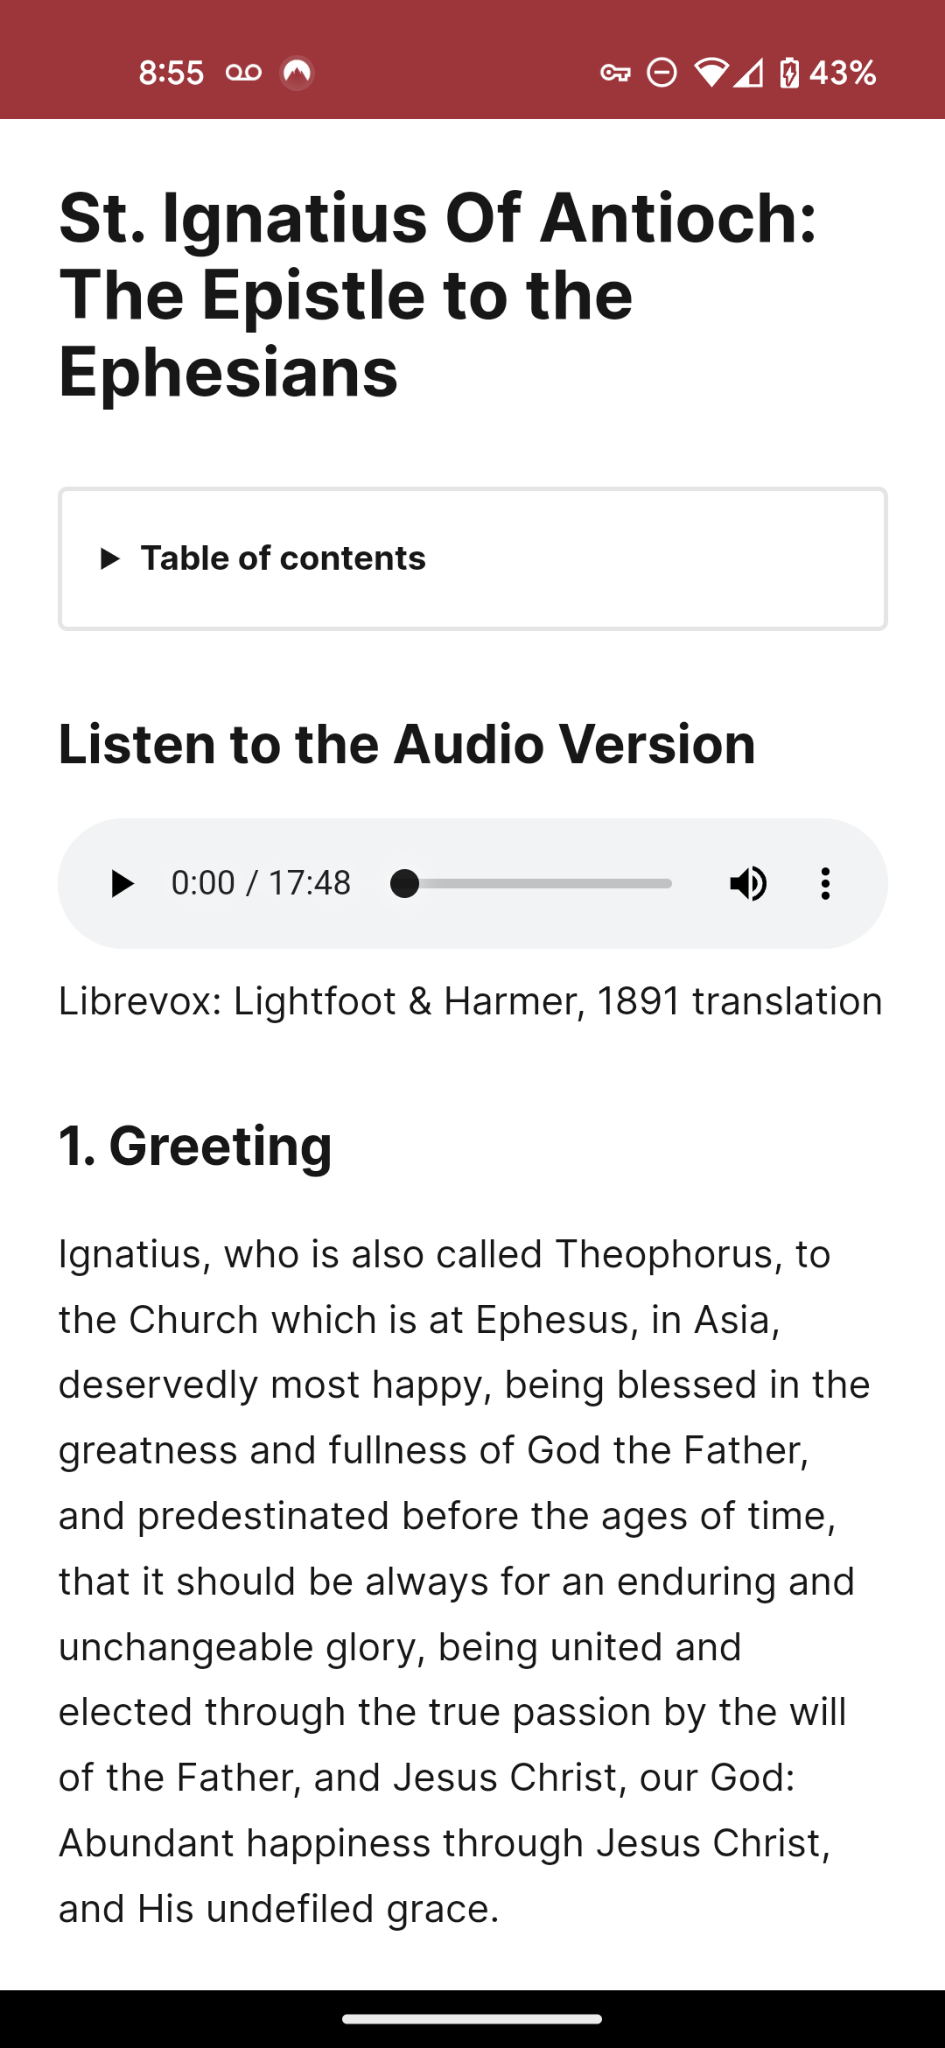 8:55
43%
St. Ignatius Of Antioch:
The Epistle to the
Ephesians
Table of contents
Listen to the Audio Version
0:00 / 17:48
Librevox: Lightfoot & Harmer, 1891 translation
1. Greeting
Ignatius, who is also called Theophorus, to
the Church which is at Ephesus, in Asia,
deservedly most happy, being blessed in the
greatness and fullness of God the Father,
and predestinated before the ages of time,
that it should be always for an enduring and
unchangeable glory, being united and
elected through the true passion by the will
of the Father, and Jesus Christ, our God:
Abundant happiness through Jesus Christ,
and His undefiled grace.